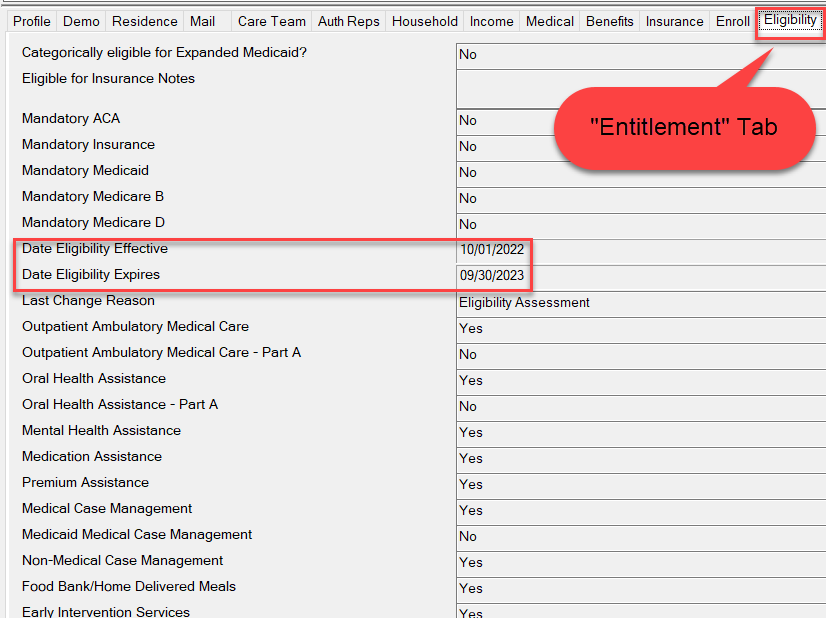 Profile Demo Residence Mail Care Team Auth Reps Household Income Medical Benefits Insurance Enroll Eligibility
Categorically eligible for Expanded Medicaid? No
Eligible for Insurance Notes
"Entitlement" Tab
Mandatory ACA No
Mandatory Insurance No
Mandatory Medicaid No
Mandatory Medicare B No
Mandatory Medicare D No
Date Eligibility Effective 10/01/2022
Date Eligibility Expires 09/30/2023
Last Change Reason Eligibility Assessment
Outpatient Ambulatory Medical Care Yes
Outpatient Ambulatory Medical Care - Part A No
Oral Health Assistance Yes
Oral Health Assistance - Part A No
Mental Health Assistance Yes
Medication Assistance Yes
Premium Assistance Yes
Medical Case Management Yes
Medicaid Medical Case Management No
Non-Medical Case Management Yes
Food Bank/Home Delivered Meals Yes
Early Intervention Services Yes